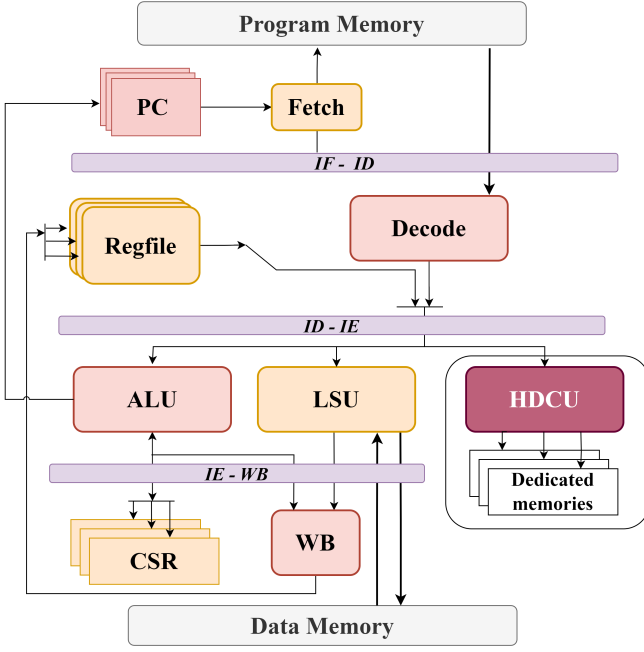 Program Memory
PC
Fetch
IF - ID
Regfile
Decode
ID - IE
ALU
LSU
HDCU
IE - WB
Dedicated
memories
CSR
WB
Data Memory